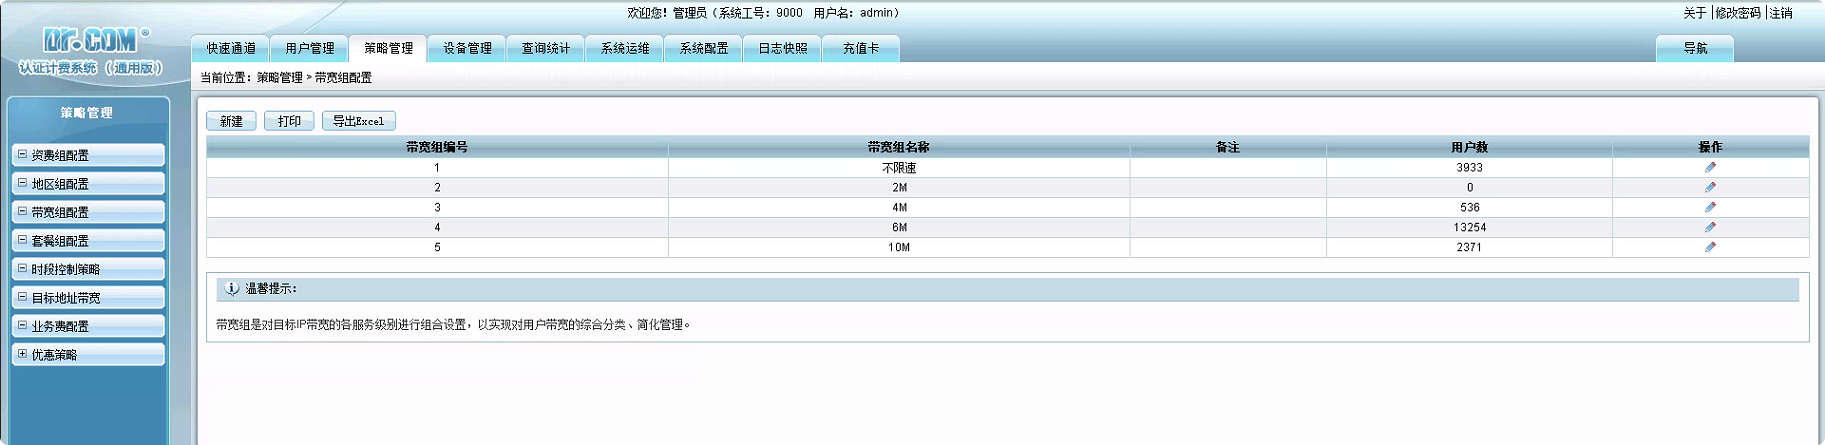 欢迎您！管理员（系统工号：9000 用户名：admin）
关于 |修改密码 |注销
Dr.COM ®
认证计费系统（通用版）
快速通道 用户管理 策略管理 设备管理 查询统计 系统运维 系统配置 日志快照 充值卡 导航
当前位置：策略管理 > 带宽组配置
策略管理
资费组配置
地区组配置
带宽组配置
套餐组配置
时段控制策略
目标地址带宽
业务费配置
优惠策略
新建 打印 导出Excel
带宽组编号 带宽组名称 备注 用户数 操作
1 不限速 3933
2 2M 0
3 4M 536
4 6M 13254
5 10M 2371
温馨提示：
带宽组是对目标IP带宽的各服务级别进行组合设置，以实现对用户带宽的综合分类、简化管理。